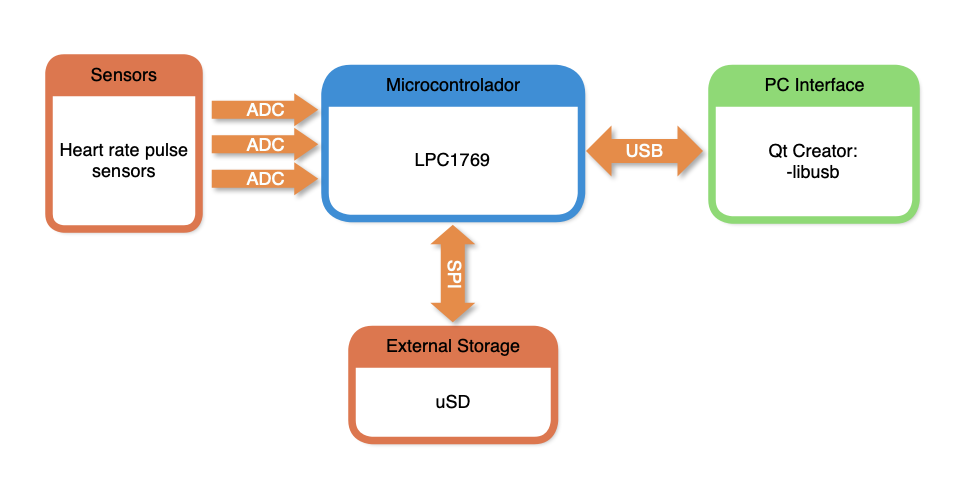 Sensors
Heart rate pulse
sensors
ADC
ADC
ADC
Microcontrolador
LPC1769
USB
PC Interface
Qt Creator:
-libusb
SPI
External Storage
uSD